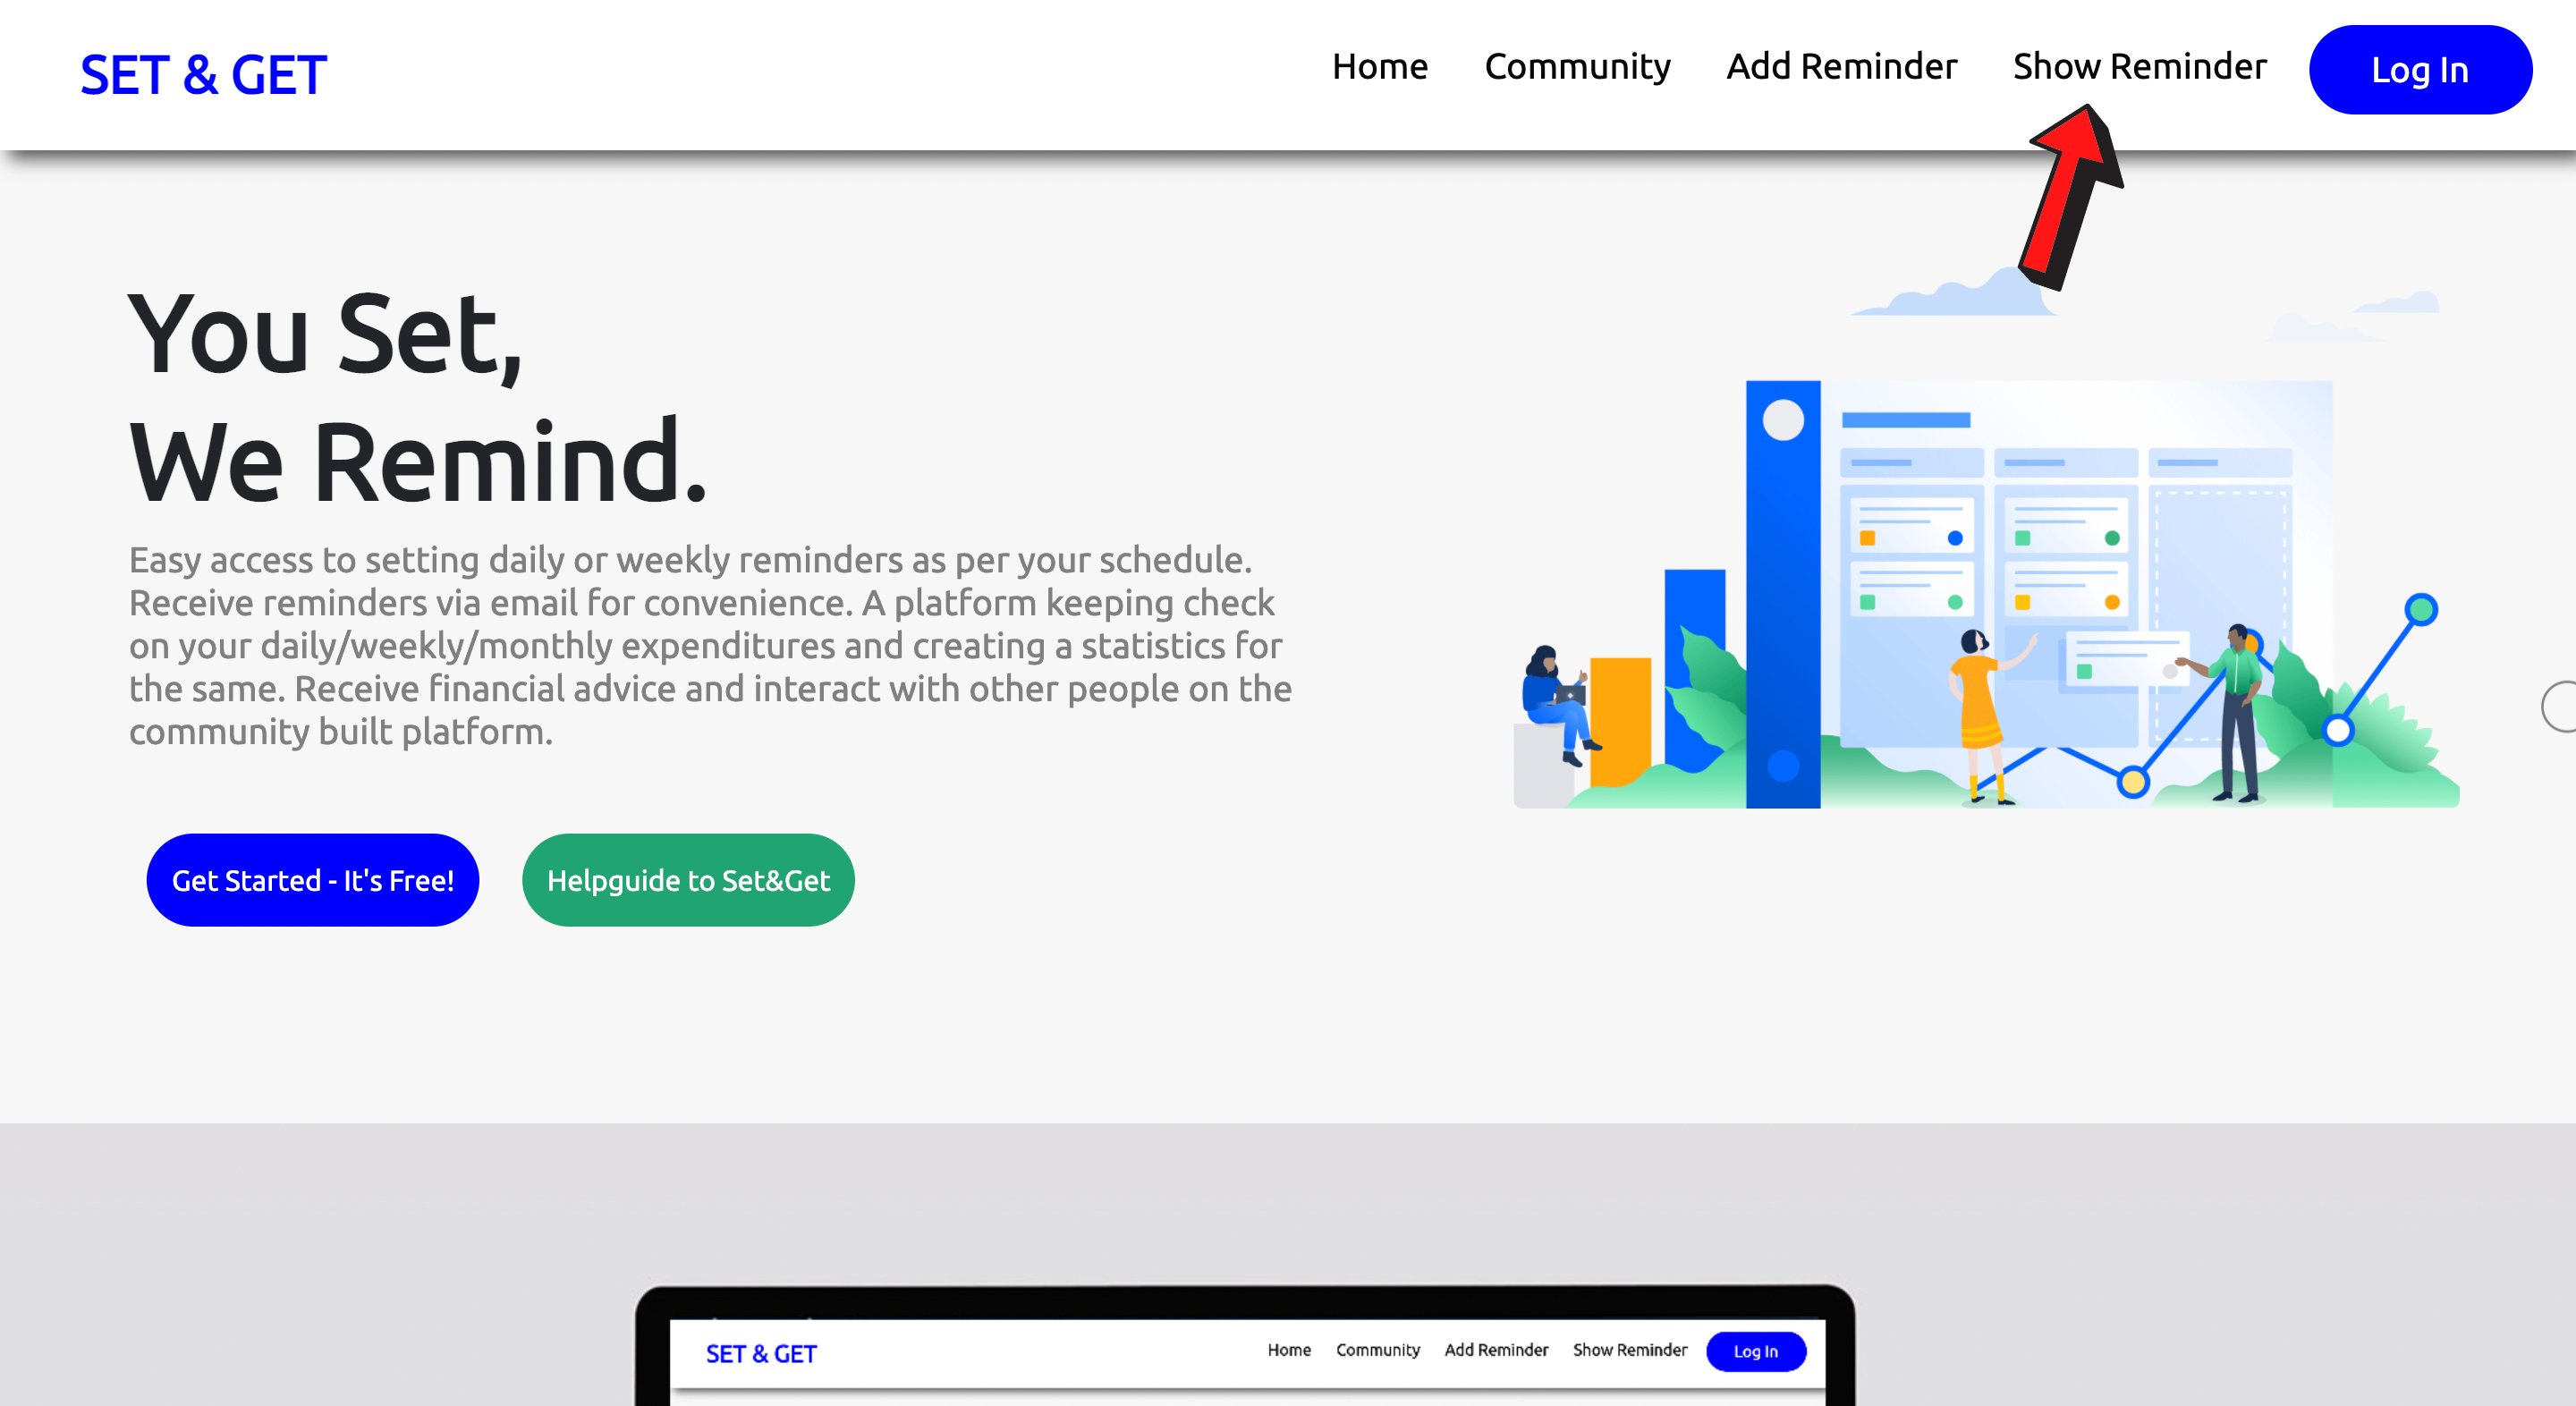 SET & GET
Home Community Add Reminder Show Reminder Log In
You Set,
We Remind.
Easy access to setting daily or weekly reminders as per your schedule.
Receive reminders via email for convenience. A platform keeping check
on your daily/weekly/monthly expenditures and creating a statistics for
the same. Receive financial advice and interact with other people on the
community built platform.
Get Started - It's Free! Helpguide to Set&Get
SET & GET
Home Community Add Reminder Show Reminder Log In